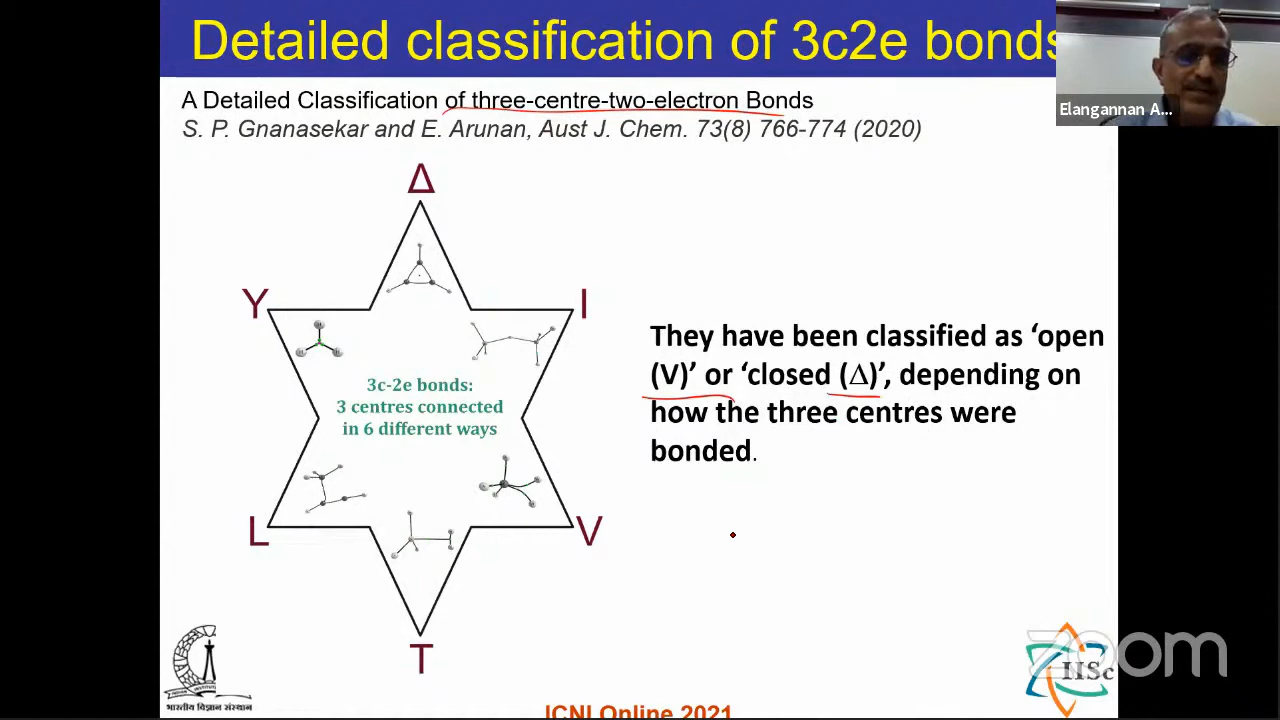 Detailed classification of 3c2e bonds
Elangannan A...
A Detailed Classification of three-centre-two-electron Bonds
S. P. Gnanasekar and E. Arunan, Aust J. Chem. 73(8) 766-774 (2020)
Δ
Y
I
3c-2e bonds:
3 centres connected
in 6 different ways
L
V
T
They have been classified as ‘open
(V)’ or ‘closed (Δ)’, depending on
how the three centres were
bonded.
भारतीय विज्ञान संस्थान
zoom
IISc
ICNI Online 2021